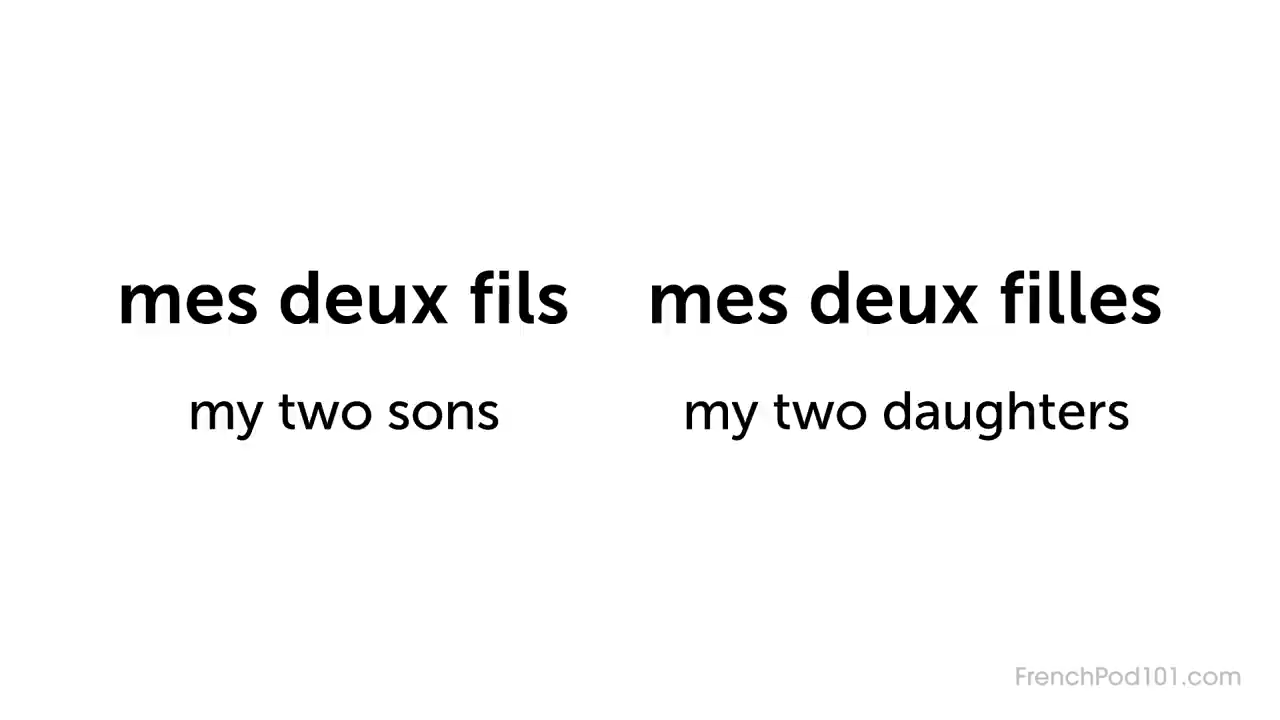 mes deux fils
my two sons
mes deux filles
my two daughters
FrenchPod101.com